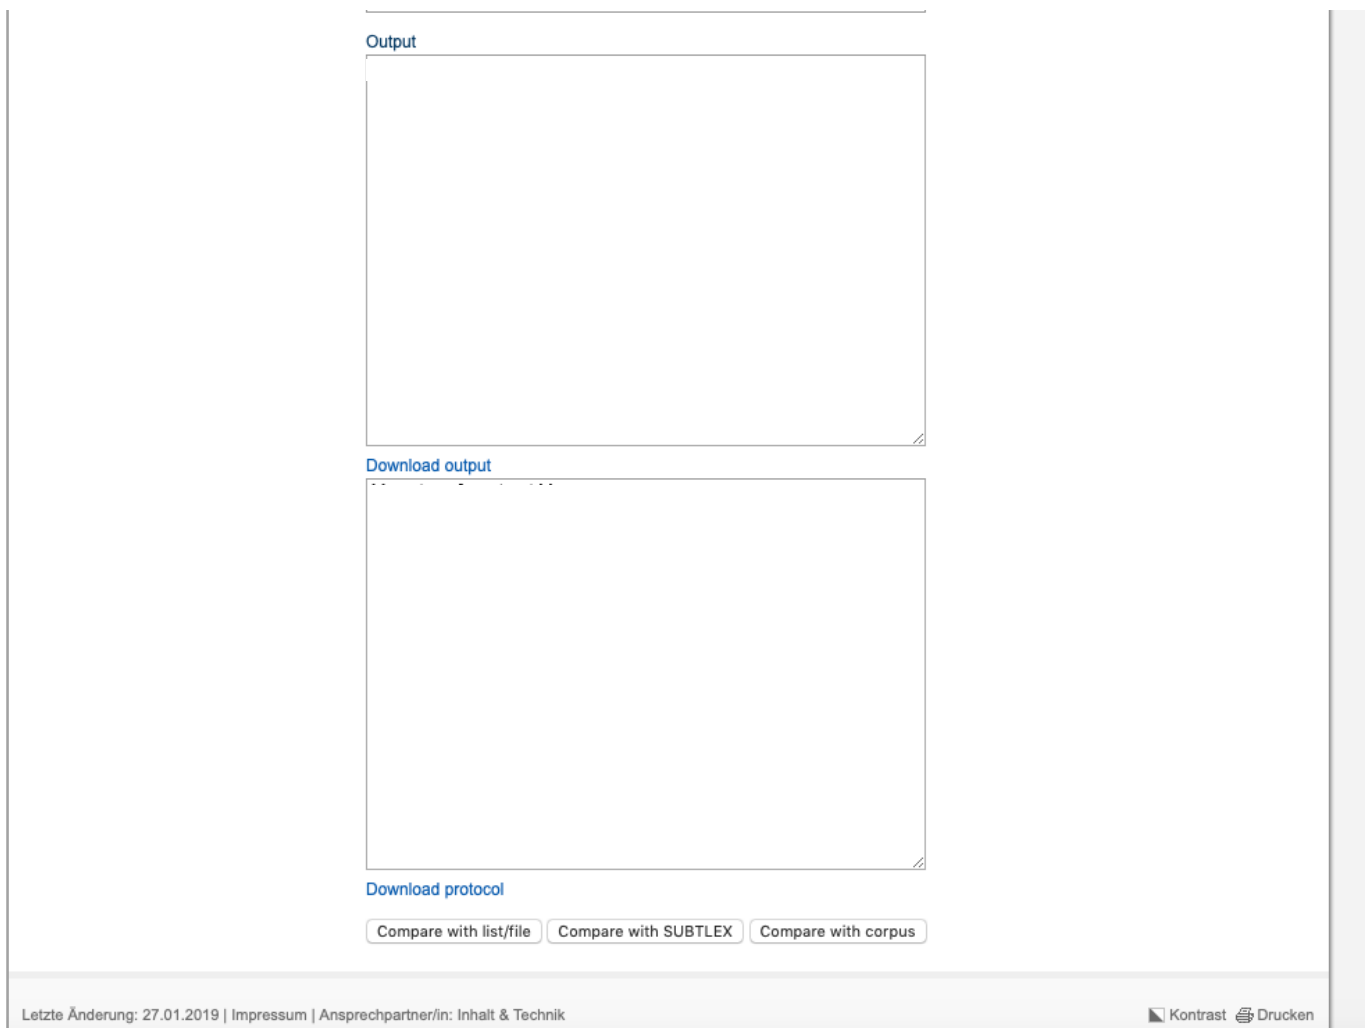 Output
Download output
Download protocol
Compare with list/file Compare with SUBTLEX Compare with corpus
Letzte Änderung: 27.01.2019 | Impressum | Ansprechpartner/in: Inhalt & Technik Kontrast Drucken